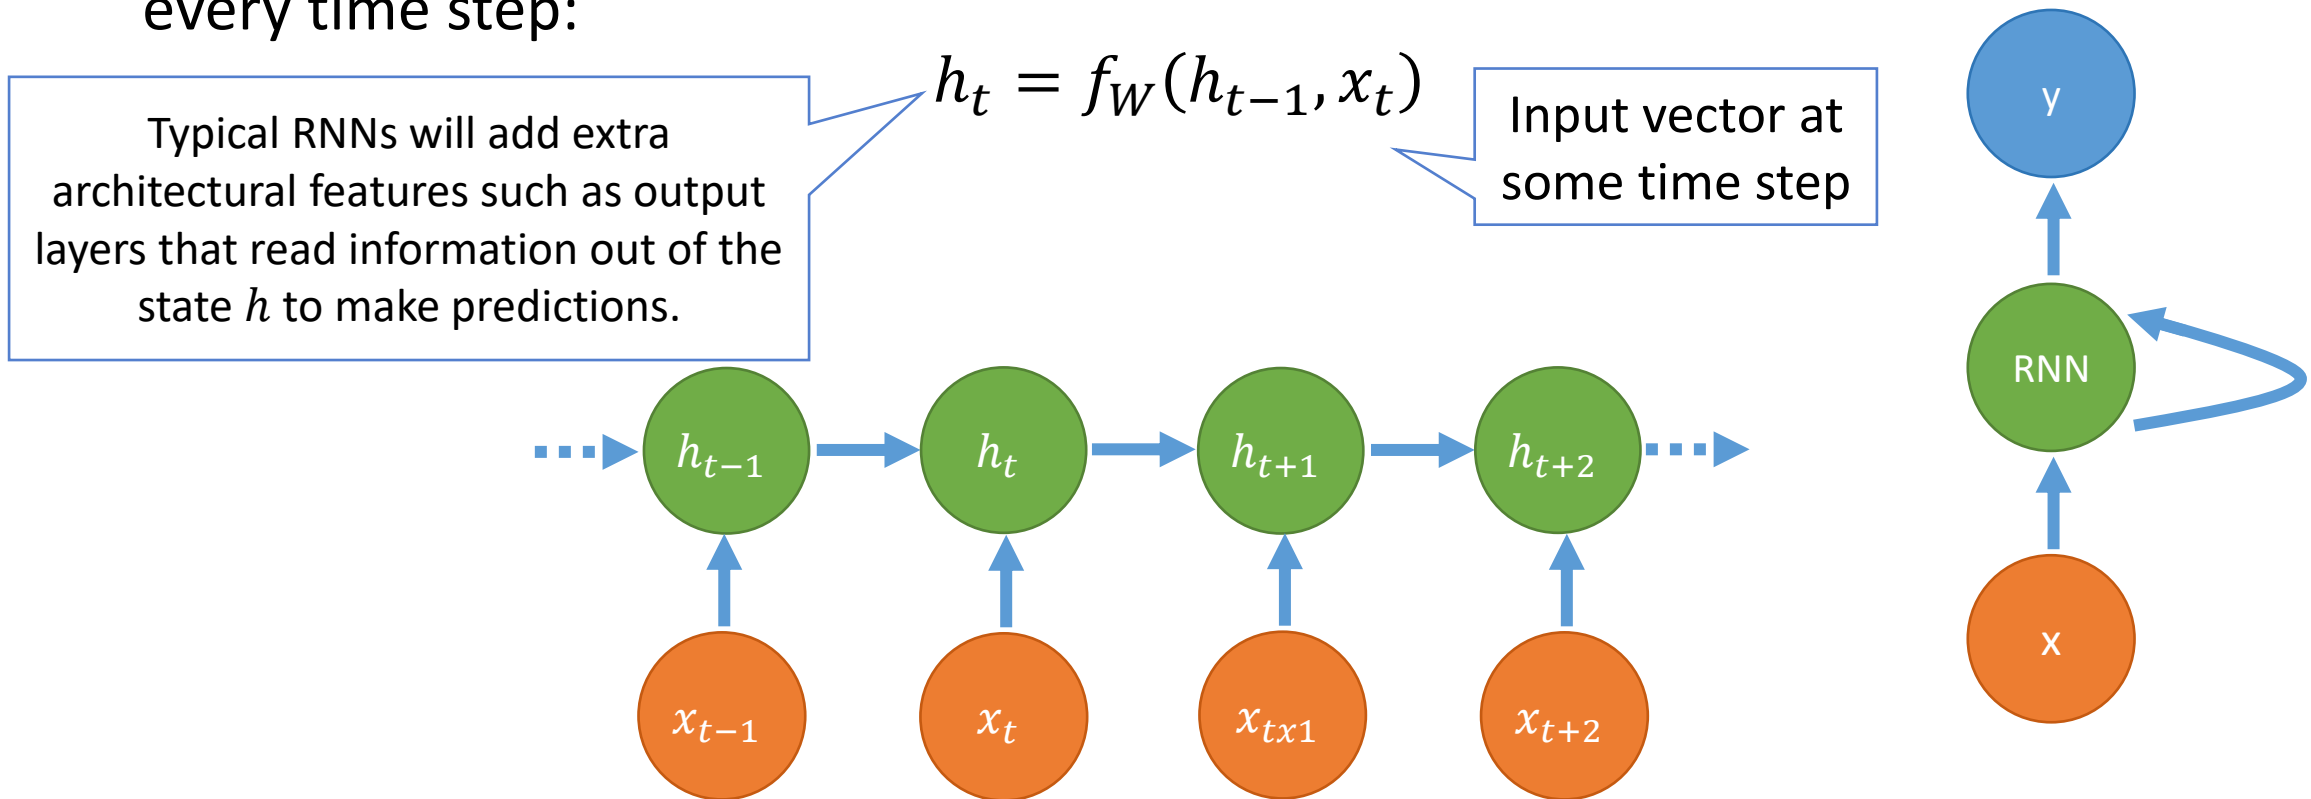 every time step:
h_t = f_W(h_{t−1}, x_t)
Typical RNNs will add extra
architectural features such as output
layers that read information out of the
state h to make predictions.
Input vector at
some time step
y
RNN
x
h_{t−1} h_t h_{t+1} h_{t+2}
x_{t−1} x_t x_{tx1} x_{t+2}